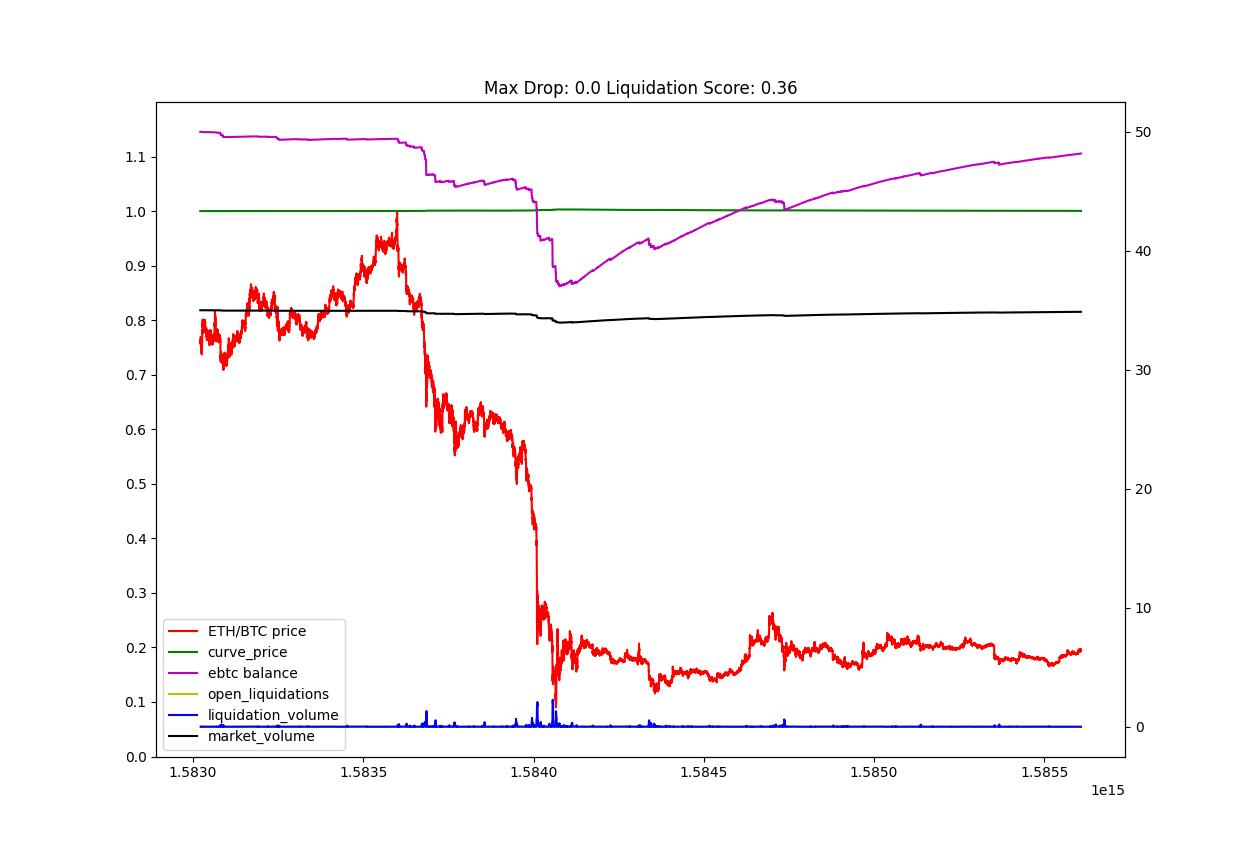 Max Drop: 0.0 Liquidation Score: 0.36
1.1
1.0
0.9
0.8
0.7
0.6
0.5
0.4
0.3
0.2
0.1
0.0
50
40
30
20
10
0
ETH/BTC price
curve_price
ebtc balance
open_liquidations
liquidation_volume
market_volume
1.5830 1.5835 1.5840 1.5845 1.5850 1.5855
1e15